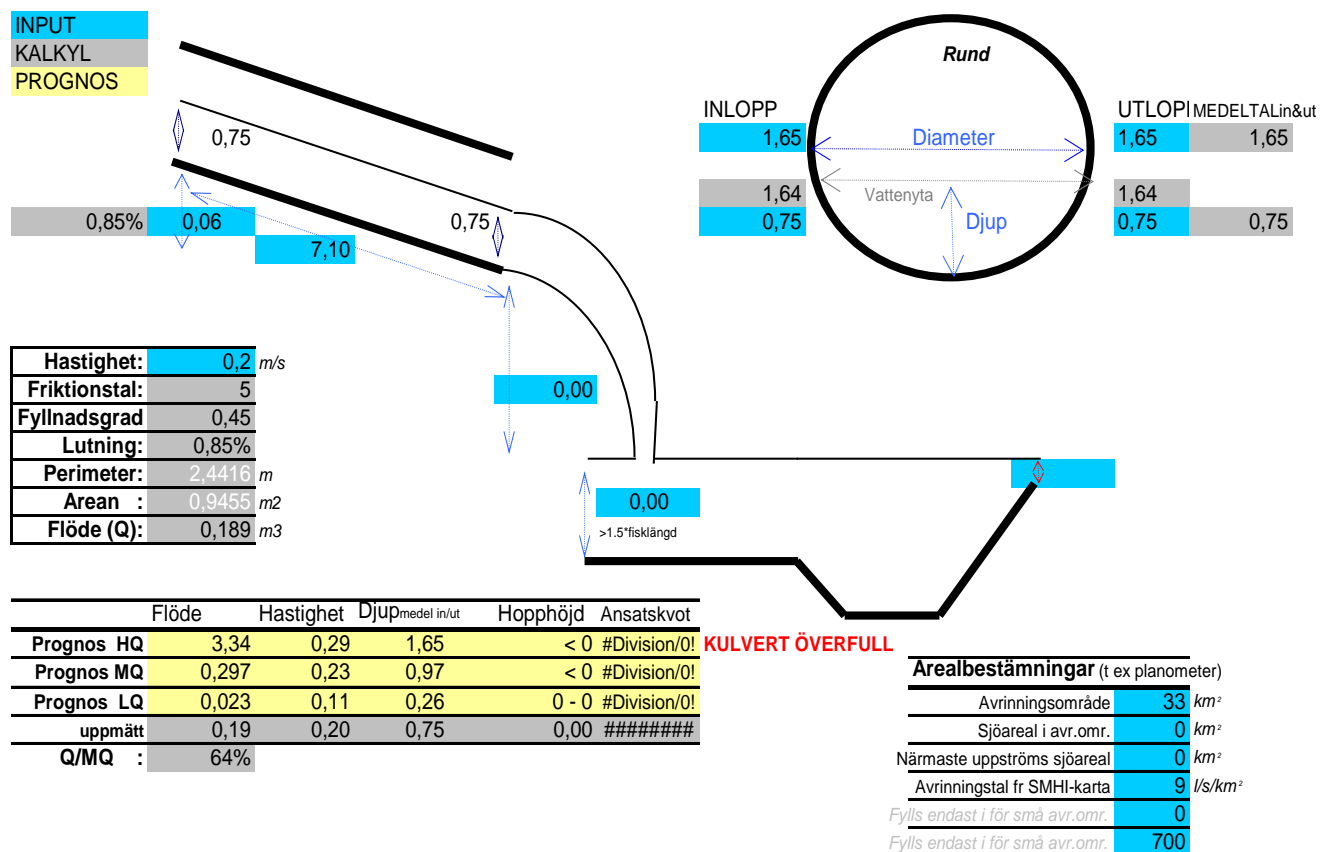 INPUT
KALKYL
PROGNOS
Rund
INLOPP
UTLOPI MEDELTALin&ut
1,65
Diameter
1,65 1,65
0,75
1,64
Vattenyta
1,64
0,75
Djup
0,75 0,75
0,85% 0,06
0,75
7,10
Hastighet: 0,2 m/s
Friktionstal: 5
Fyllnadsgrad 0,45
Lutning: 0,85%
Perimeter: 2,4416 m
Arean : 0,9455 m2
Flöde (Q): 0,189 m3
0,00
0,00
>1.5*fisklängd
Flöde Hastighet Djupmedel in/ut Hopphöjd Ansatskvot
Prognos HQ 3,34 0,29 1,65 < 0 #Division/0! KULVERT ÖVERFULL
Prognos MQ 0,297 0,23 0,97 < 0 #Division/0!
Prognos LQ 0,023 0,11 0,26 0 - 0 #Division/0!
uppmätt 0,19 0,20 0,75 0,00 ########
Q/MQ : 64%
Arealbestämningar (t ex planometer)
Avrinningsområde 33 km²
Sjöareal i avr.omr. 0 km²
Närmaste uppströms sjöareal 0 km²
Avrinningstal fr SMHI-karta 9 l/s/km²
Fylls endast i för små avr.omr. 0
Fylls endast i för små avr.omr. 700